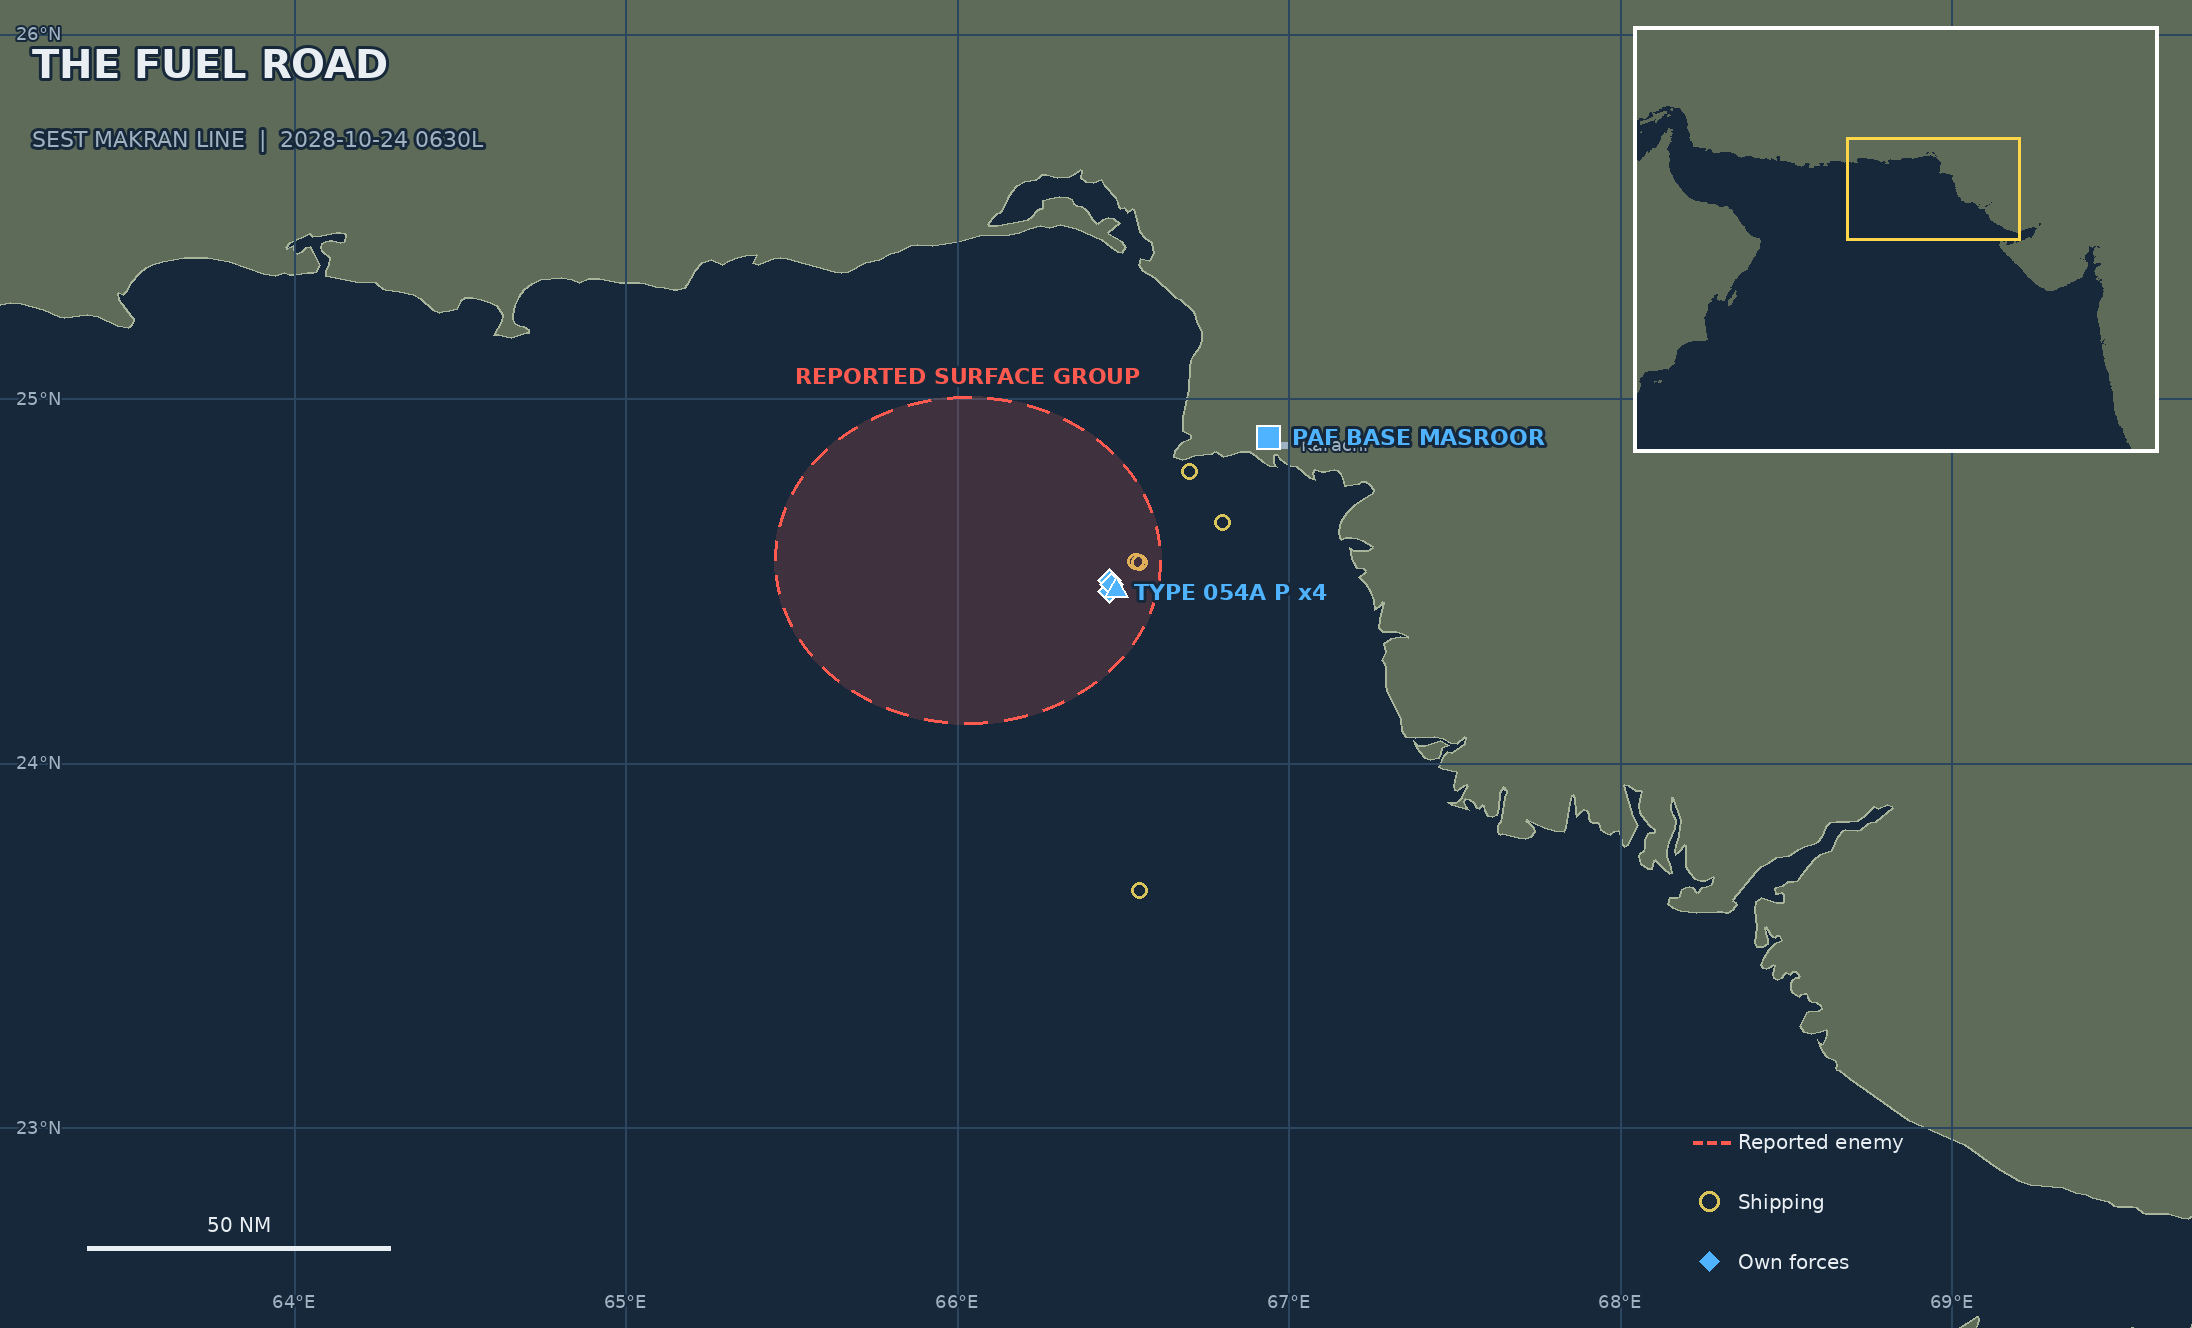 26°N
THE FUEL ROAD
SEST MAKRAN LINE | 2028-10-24 0630L
REPORTED SURFACE GROUP
25°N
PAF BASE MASROOR
Karachi
TYPE 054A P x4
24°N
23°N
Reported enemy
Shipping
50 NM
Own forces
64°E
65°E
66°E
67°E
68°E
69°E